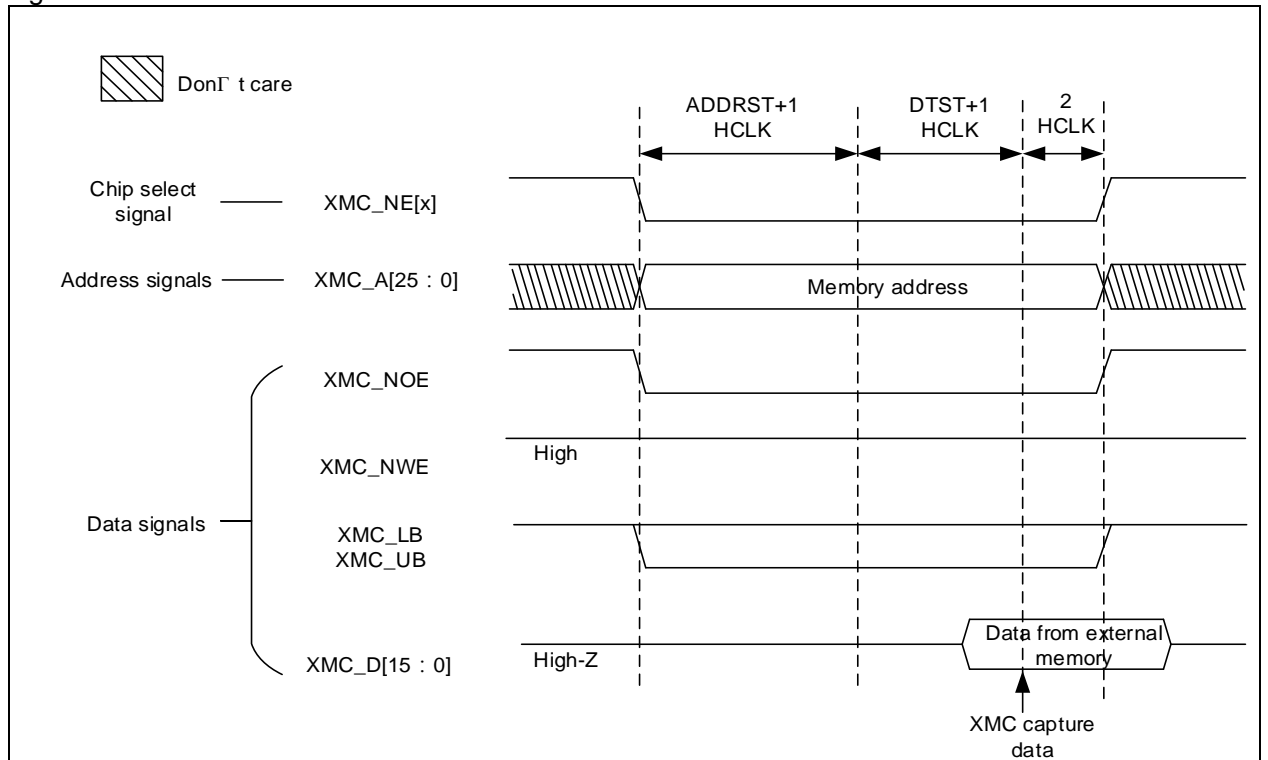 DonΓ t care
ADDRST+1
HCLK
DTST+1
HCLK
2
HCLK
Chip select
signal
XMC_NE[x]
Address signals
XMC_A[25 : 0]
Memory address
XMC_NOE
High
XMC_NWE
Data signals
XMC_LB
XMC_UB
XMC_D[15 : 0]
High-Z
Data from external
memory
XMC capture
data